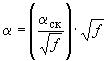 α = (α_ск / √f) · √f